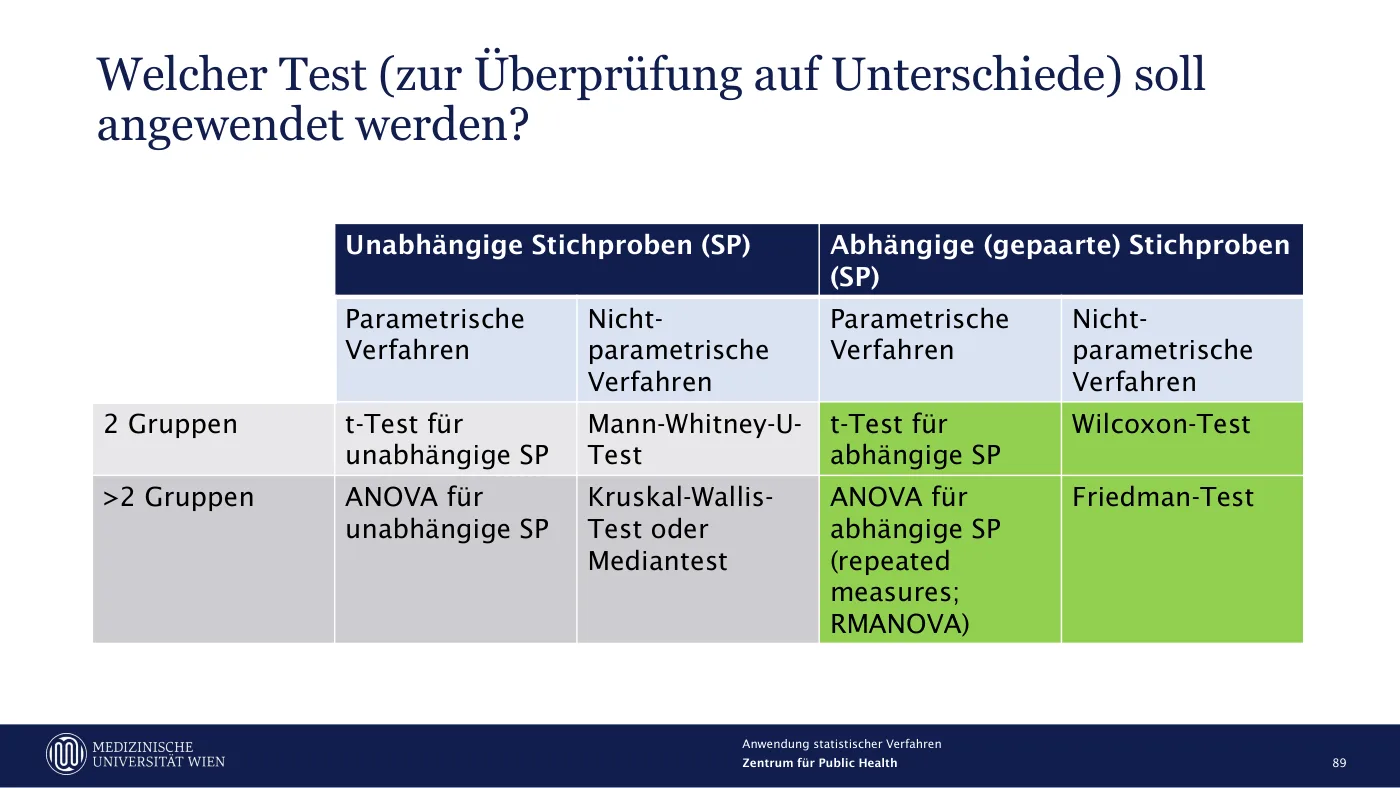 Welcher Test (zur Überprüfung auf Unterschiede) soll
angewendet werden?
Unabhängige Stichproben (SP)
Abhängige (gepaarte) Stichproben
(SP)
Parametrische
Verfahren
Nicht-
parametrische
Verfahren
Parametrische
Verfahren
Nicht-
parametrische
Verfahren
2 Gruppen
t-Test für
unabhängige SP
Mann-Whitney-U-
Test
t-Test für
abhängige SP
Wilcoxon-Test
>2 Gruppen
ANOVA für
unabhängige SP
Kruskal-Wallis-
Test oder
Mediantest
ANOVA für
abhängige SP
(repeated
measures;
RMANOVA)
Friedman-Test
MEDIZINISCHE
UNIVERSITÄT WIEN
Anwendung statistischer Verfahren
Zentrum für Public Health
89